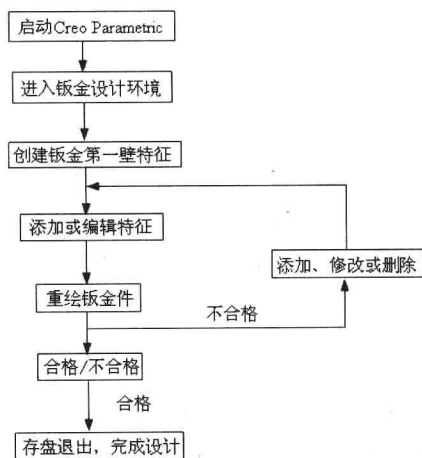 启动Creo Parametric
进入钣金设计环境
创建钣金第一壁特征
添加或编辑特征
添加、修改或删除
重绘钣金件
不合格
合格/不合格
合格
存盘退出，完成设计